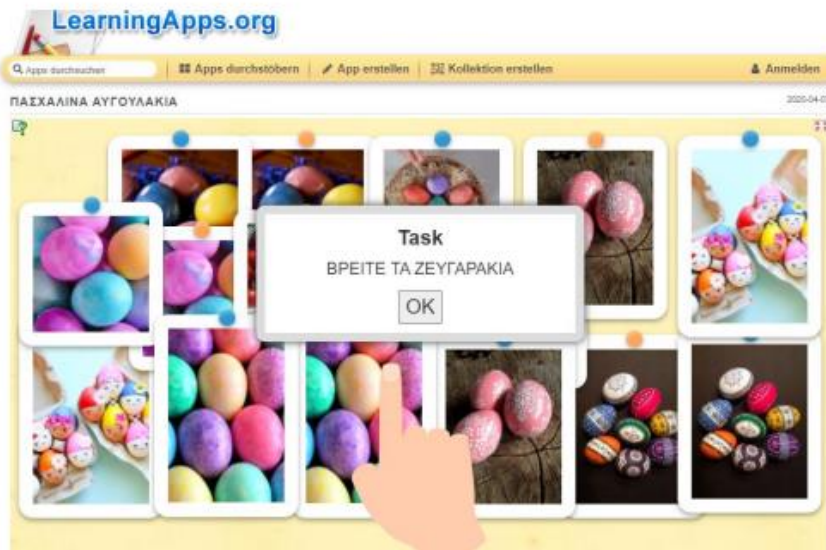 LearningApps.org
Apps durchsuchen
Apps durchstöbern
App erstellen
Kollektion erstellen
Anmelden
ΠΑΣΧΑΛΙΝΑ ΑΥΓΟΥΛΑΚΙΑ
Task
ΒΡΕΙΤΕ ΤΑ ΖΕΥΓΑΡΑΚΙΑ
OK